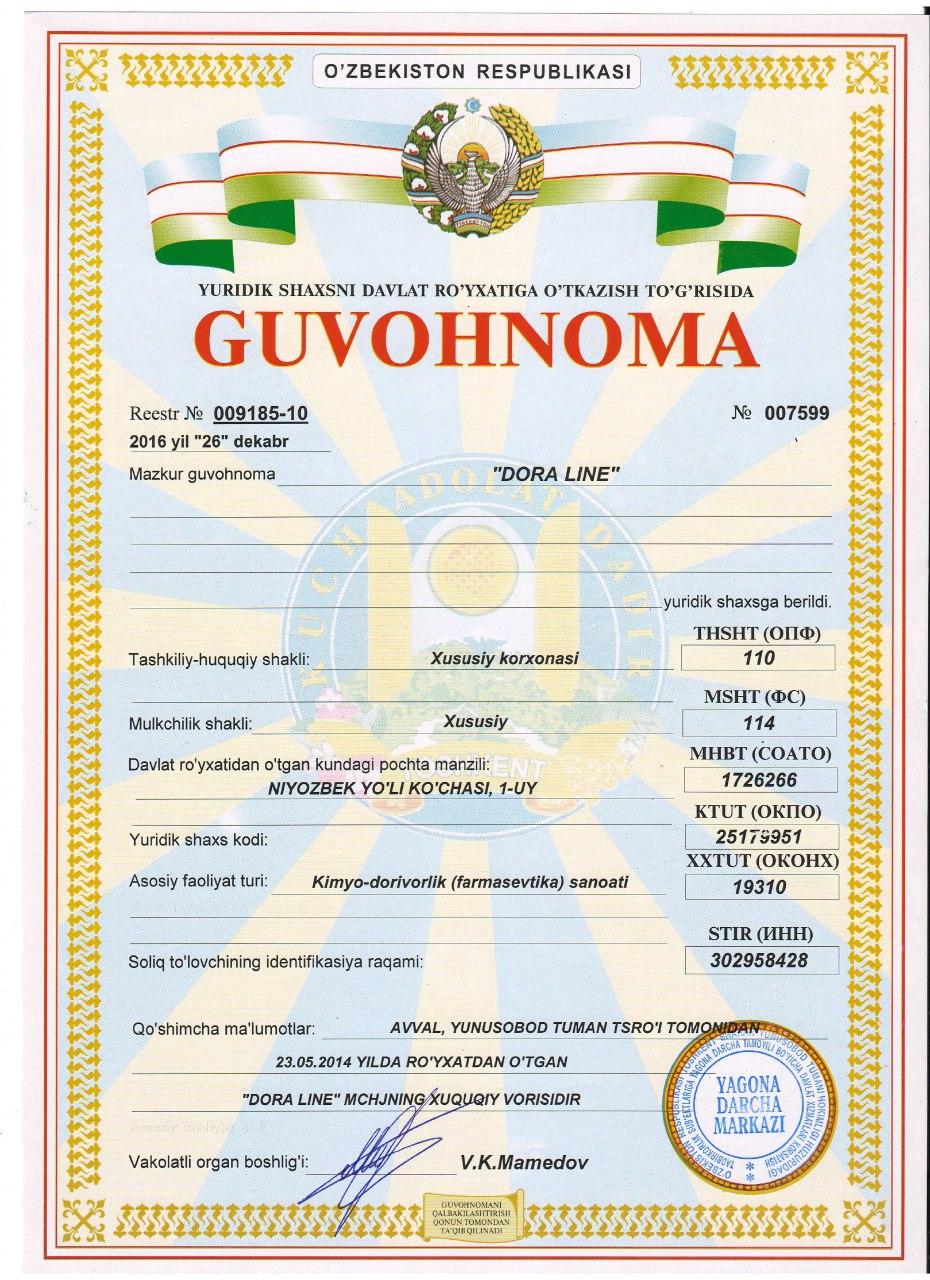 O'ZBEKISTON RESPUBLIKASI
YURIDIK SHAXSNI DAVLAT RO'YXATIGA O'TKAZISH TO'G'RISIDA
GUVOHNOMA
Reestr № 009185-10
№ 007599
2016 yil "26" dekabr
Mazkur guvohnoma "DORA LINE"
KUCH ADOLATDADIR
yuridik shaxsga berildi.
THSHT (ОПФ)
Tashkiliy-huquqiy shakli: Xususiy korxonasi 110
MSHT (ФС)
Mulkchilik shakli: Xususiy 114
MHBT (СОАТО)
Davlat ro'yxatidan o'tgan kundagi pochta manzili:
1726266
TOSHKENT
NIYOZBEK YO'LI KO'CHASI, 1-UY
KTUT (ОКПО)
Yuridik shaxs kodi: 25179951
XXTUT (ОКОНХ)
Asosiy faoliyat turi: Kimyo-dorivorlik (farmasevtika) sanoati 19310
STIR (ИНН)
Soliq to'lovchining identifikasiya raqami: 302958428
Qo'shimcha ma'lumotlar: AVVAL, YUNUSOBOD TUMAN TSRO'I TOMONIDAN
23.05.2014 YILDA RO'YXATDAN O'TGAN
"DORA LINE" MCHJNING XUQUQIY VORISIDIR
YAGONA
DARCHA
MARKAZI
Vakolatli organ boshlig'i: V.K.Mamedov
GUVOHNOMANI
QALBAKILASHTIRISH
QONUN TOMONDAN
TA'QIB QILINADI